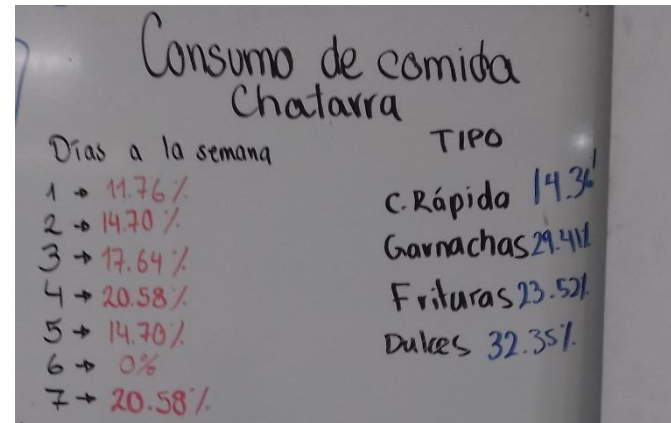 Consumo de comida
Chatarra
Días a la semana
1 → 11.76%
2 → 14.70%
3 → 17.64%
4 → 20.58%
5 → 14.70%
6 → 0%
7 → 20.58%
TIPO
C. Rápida 14.36
Garnachas 29.41%
Frituras 23.52%
Dulces 32.35%